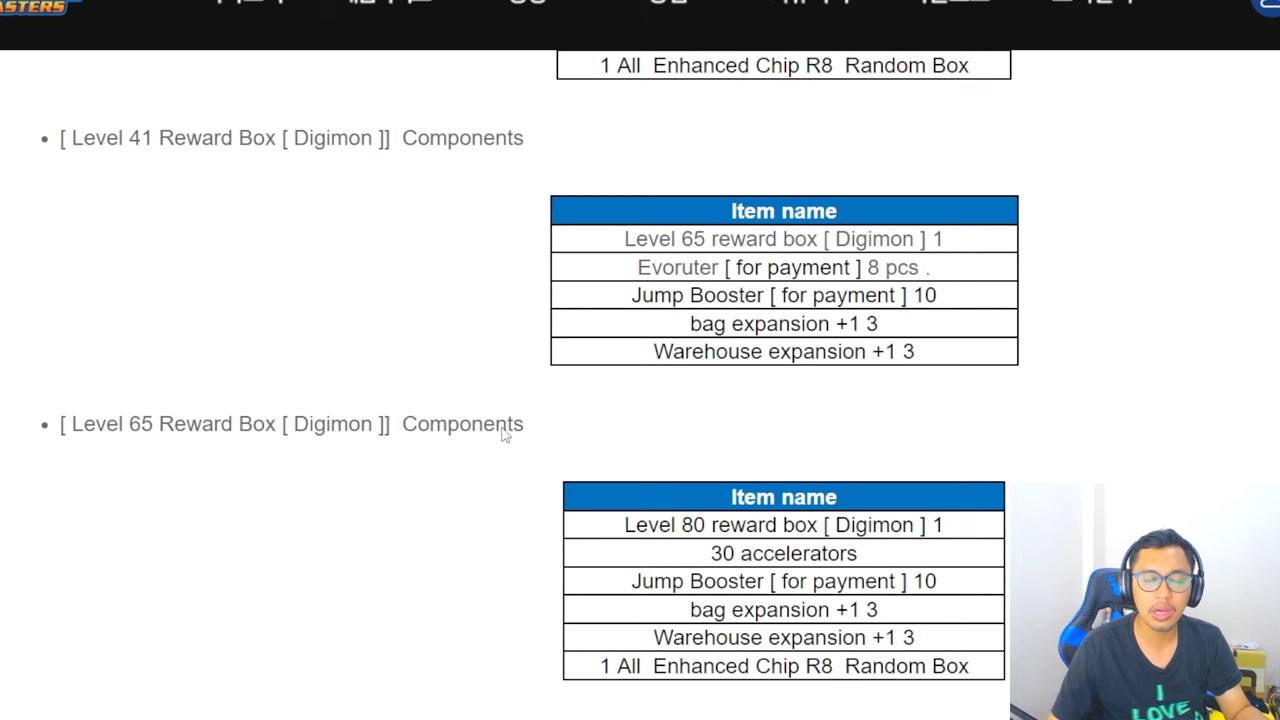 ASTERS
1 All Enhanced Chip R8 Random Box
[ Level 41 Reward Box [ Digimon ]] Components
Item name
Level 65 reward box [ Digimon ] 1
Evoruter [ for payment ] 8 pcs .
Jump Booster [ for payment ] 10
bag expansion +1 3
Warehouse expansion +1 3
[ Level 65 Reward Box [ Digimon ]] Components
Item name
Level 80 reward box [ Digimon ] 1
30 accelerators
Jump Booster [ for payment ] 10
bag expansion +1 3
Warehouse expansion +1 3
1 All Enhanced Chip R8 Random Box
I
LOVE